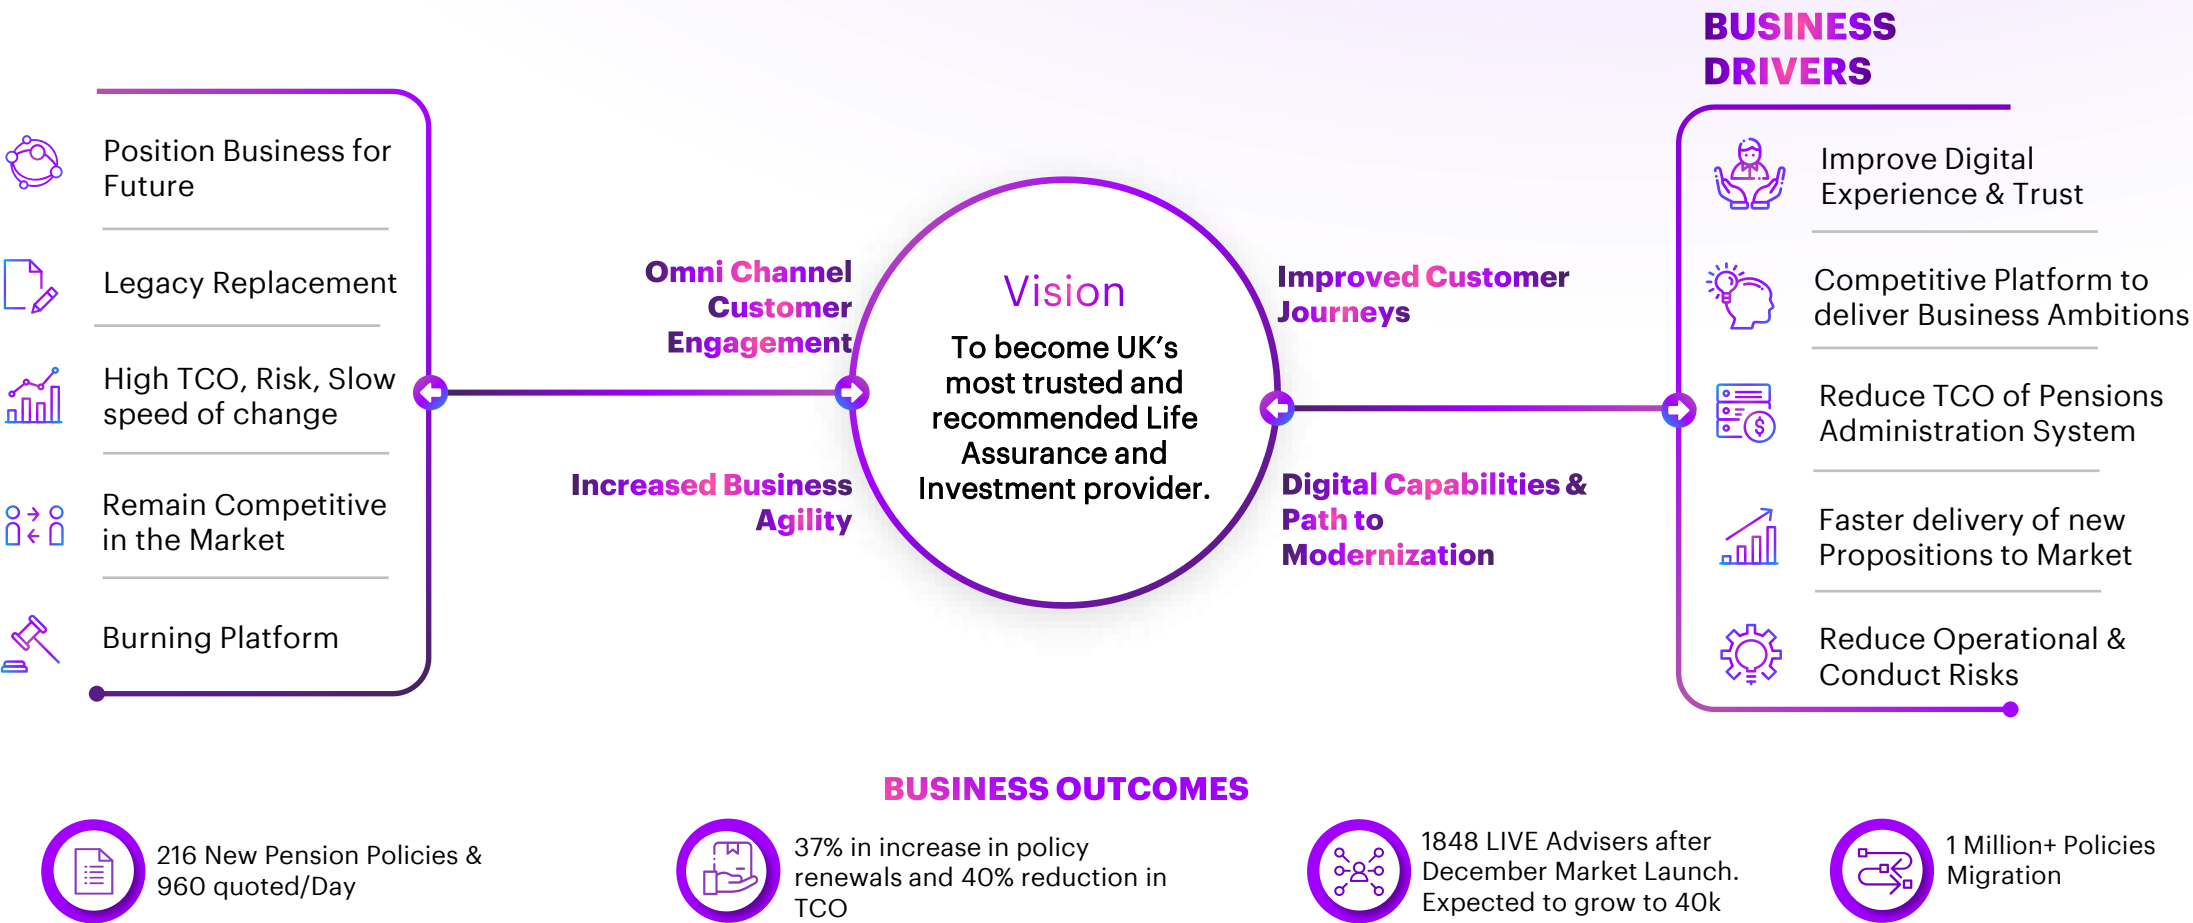 Position Business for
Future
Legacy Replacement
High TCO, Risk, Slow
speed of change
Remain Competitive
in the Market
Burning Platform
Omni Channel
Customer
Engagement
Increased Business
Agility
Vision
To become UK’s
most trusted and
recommended Life
Assurance and
Investment provider.
Improved Customer
Journeys
Digital Capabilities &
Path to
Modernization
BUSINESS
DRIVERS
Improve Digital
Experience & Trust
Competitive Platform to
deliver Business Ambitions
Reduce TCO of Pensions
Administration System
$
Faster delivery of new
Propositions to Market
Reduce Operational &
Conduct Risks
BUSINESS OUTCOMES
216 New Pension Policies &
960 quoted/Day
37% in increase in policy
renewals and 40% reduction in
TCO
1848 LIVE Advisers after
December Market Launch.
Expected to grow to 40k
1 Million+ Policies
Migration